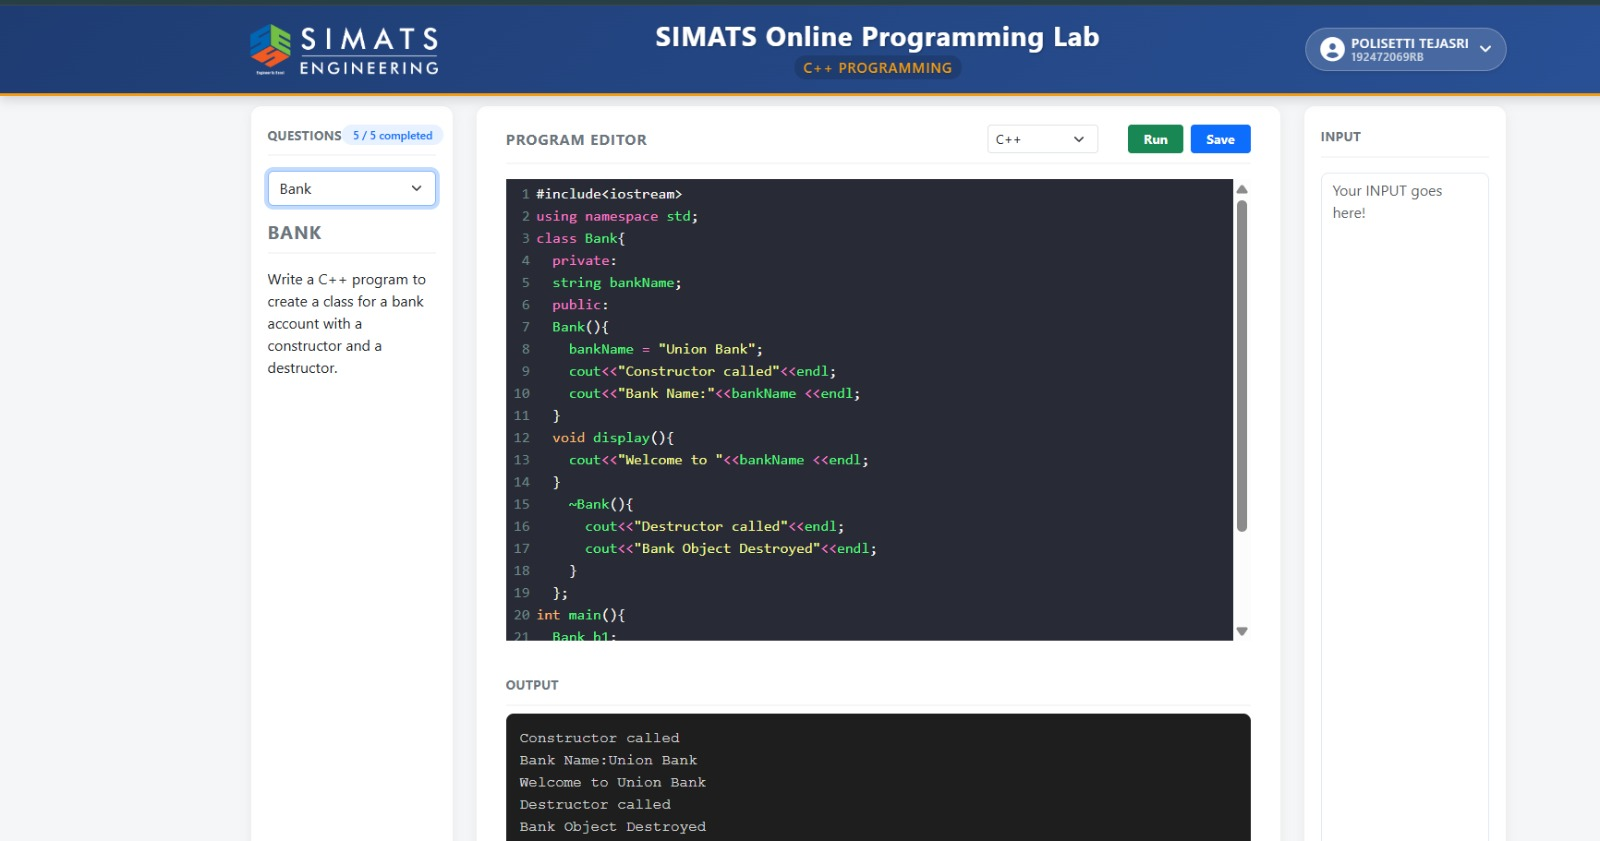 SIMATS
ENGINEERING
Engineer to Excel
SIMATS Online Programming Lab
C++ PROGRAMMING
POLISETTI TEJASRI
192472069RB
QUESTIONS 5 / 5 completed
Bank
BANK
Write a C++ program to
create a class for a bank
account with a
constructor and a
destructor.
PROGRAM EDITOR
C++
Run
Save
1 #include<iostream>
2 using namespace std;
3 class Bank{
4   private:
5   string bankName;
6   public:
7   Bank(){
8     bankName = "Union Bank";
9     cout<<"Constructor called"<<endl;
10     cout<<"Bank Name:"<<bankName <<endl;
11   }
12   void display(){
13     cout<<"Welcome to "<<bankName <<endl;
14   }
15     ~Bank(){
16       cout<<"Destructor called"<<endl;
17       cout<<"Bank Object Destroyed"<<endl;
18     }
19   };
20 int main(){
21   Bank b1;
OUTPUT
Constructor called
Bank Name:Union Bank
Welcome to Union Bank
Destructor called
Bank Object Destroyed
INPUT
Your INPUT goes
here!